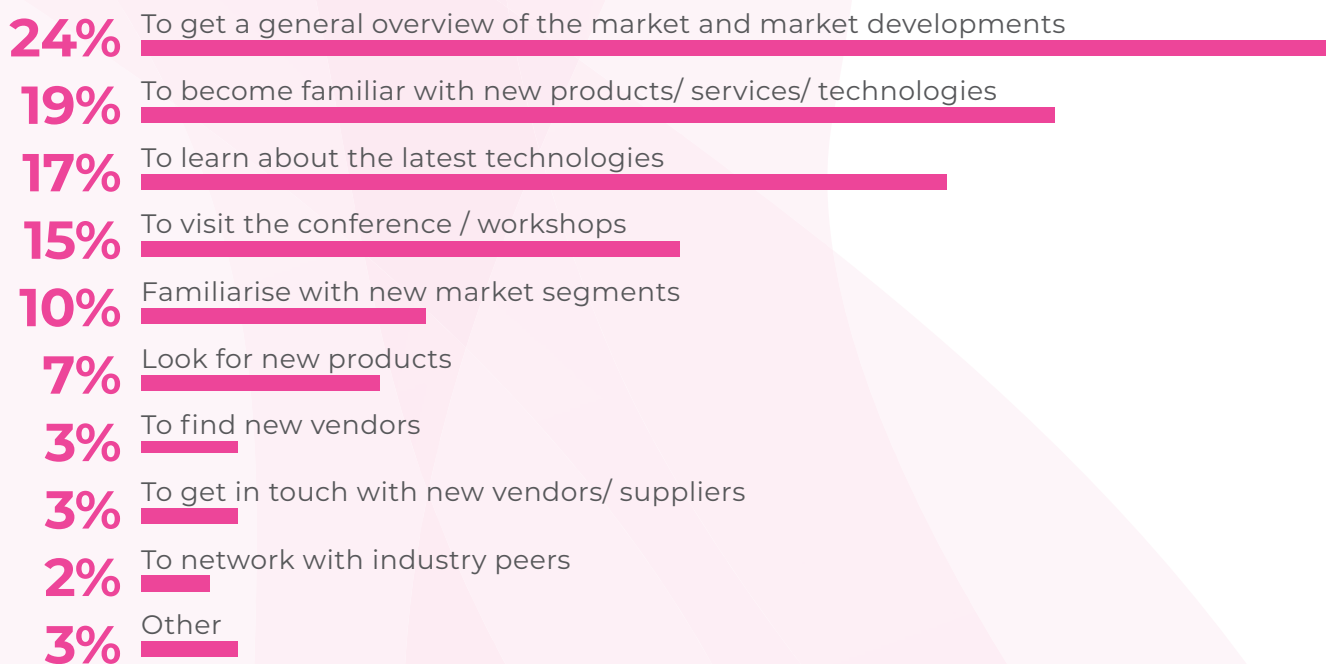 24% To get a general overview of the market and market developments
19% To become familiar with new products/ services/ technologies
17% To learn about the latest technologies
15% To visit the conference / workshops
10% Familiarise with new market segments
7% Look for new products
3% To find new vendors
3% To get in touch with new vendors/ suppliers
2% To network with industry peers
3% Other